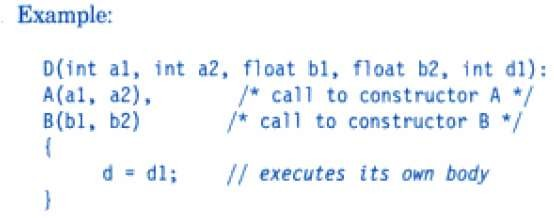 Example:
D(int a1, int a2, float b1, float b2, int d1):
A(a1, a2), /* call to constructor A */
B(b1, b2) /* call to constructor B */
{
d = d1; // executes its own body
}